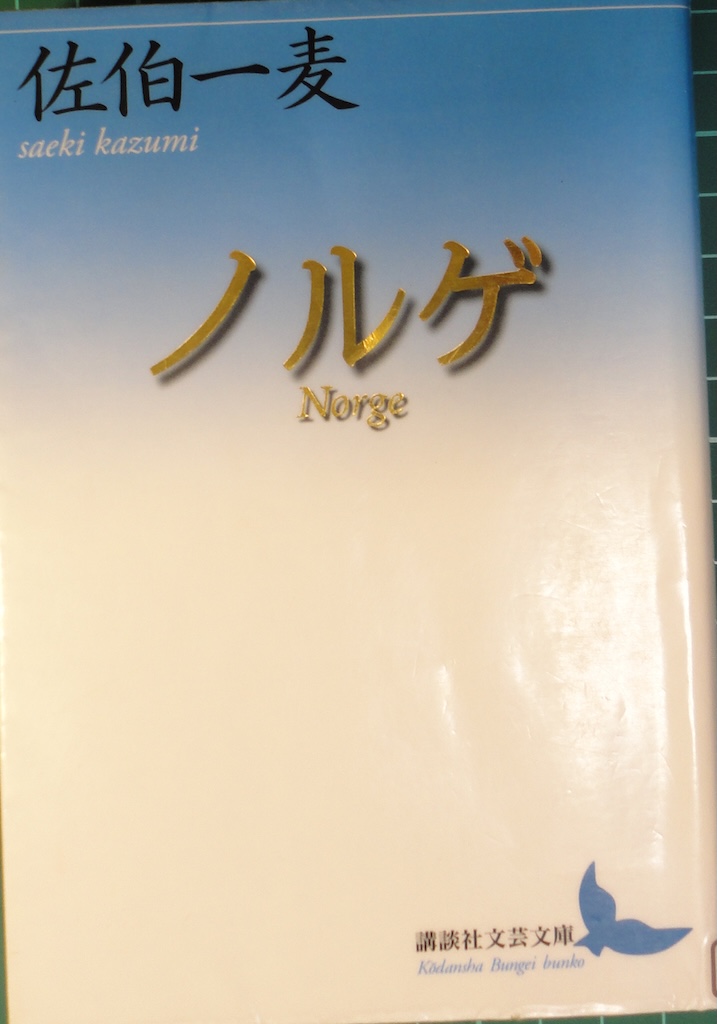 佐伯一麦
saeki kazumi
ノルゲ
Norge
講談社文芸文庫
Kōdansha Bungei bunko